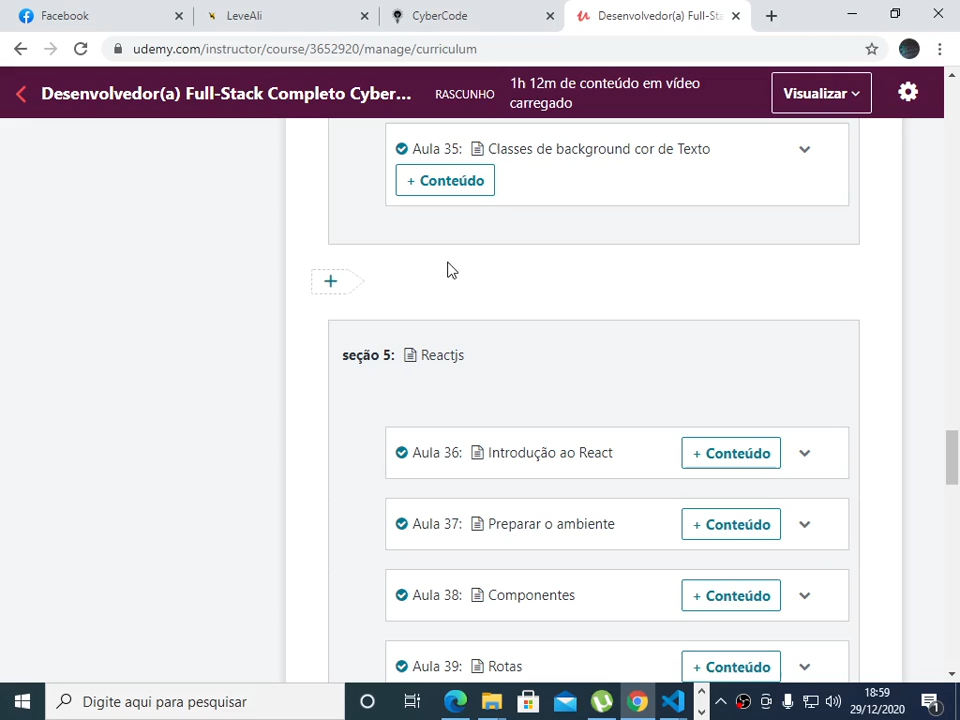 Facebook
LeveAli
CyberCode
Desenvolvedor(a) Full-Sta
udemy.com/instructor/course/3652920/manage/curriculum
Desenvolvedor(a) Full-Stack Completo Cyber...
RASCUNHO
1h 12m de conteúdo em vídeo
carregado
Visualizar
Aula 35: Classes de background cor de Texto
+ Conteúdo
+
seção 5: Reactjs
Aula 36: Introdução ao React + Conteúdo
Aula 37: Preparar o ambiente + Conteúdo
Aula 38: Componentes + Conteúdo
Aula 39: Rotas + Conteúdo
Digite aqui para pesquisar
18:59
29/12/2020
1